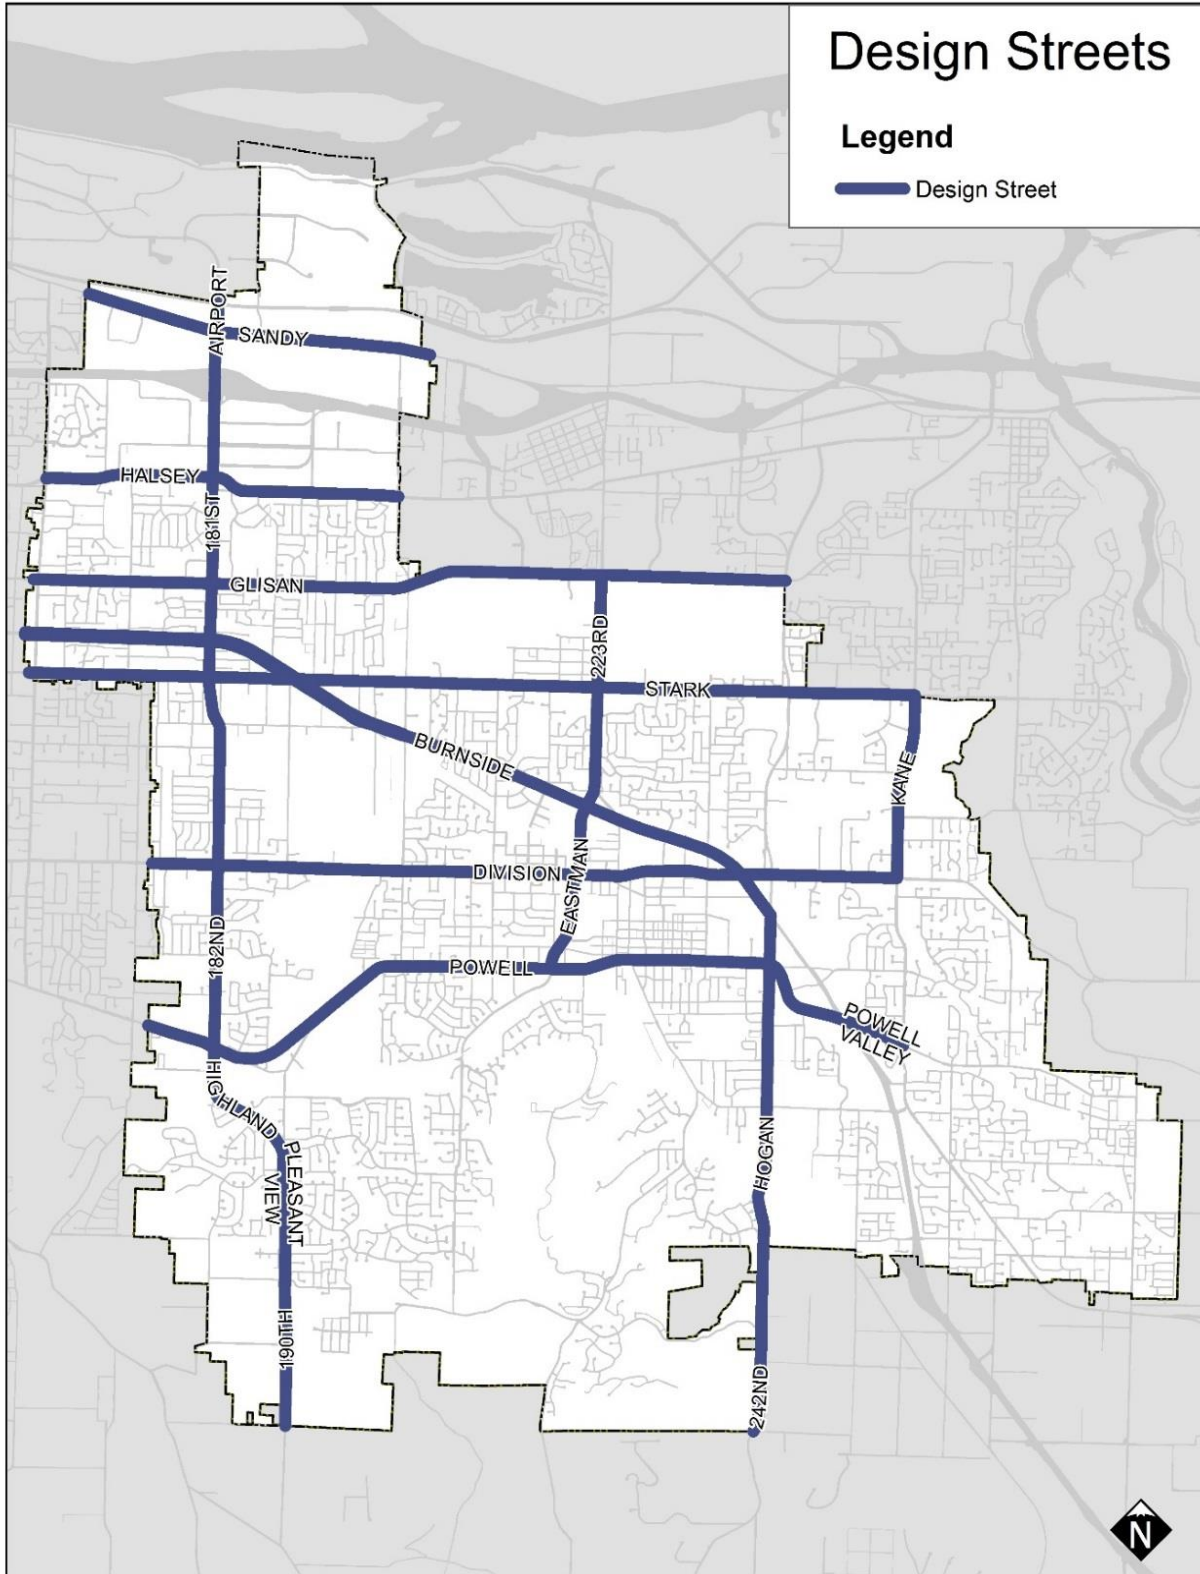 Design Streets
Legend
Design Street
AIRPORT
SANDY
HALSEY
181ST
GLISAN
223RD
STARK
BURNSIDE
KANE
DIVISION
EASTMAN
182ND
POWELL
POWELL
VALLEY
HIGHLAND
PLEASANT
VIEW
HOGAN
190TH
242ND
N